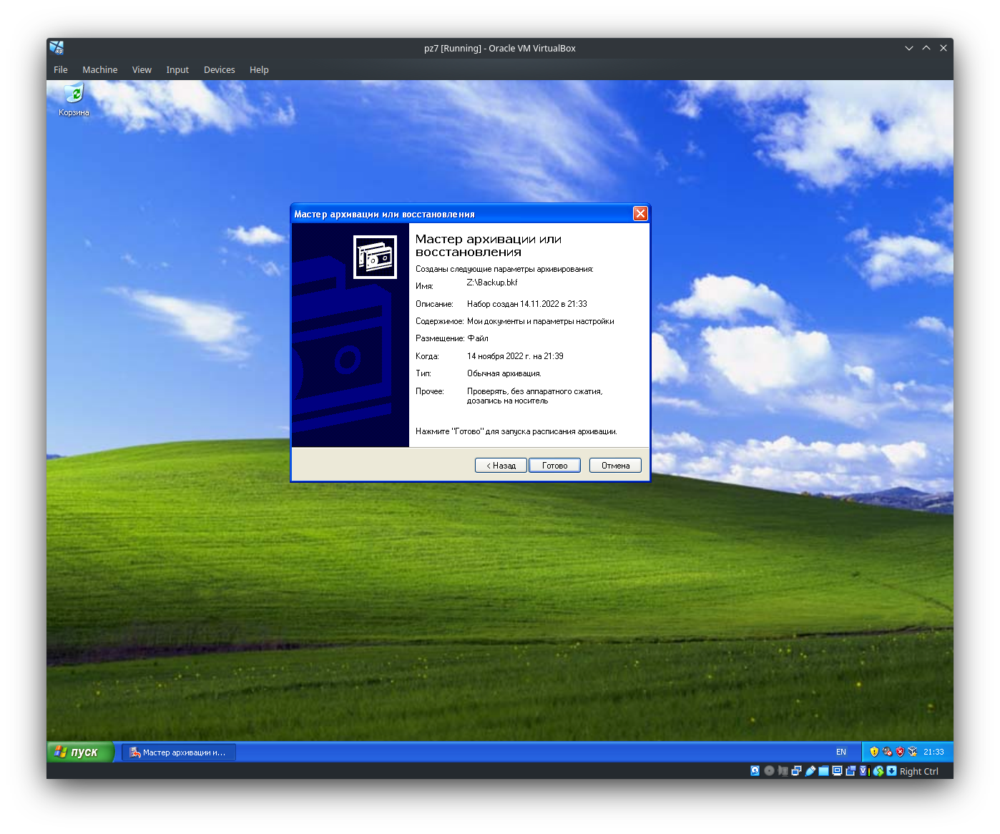 pz7 [Running] - Oracle VM VirtualBox
File Machine View Input Devices Help
Корзина
Мастер архивации или восстановления
Мастер архивации или
восстановления
Созданы следующие параметры архивирования:
Имя: Z:\Backup.bkf
Описание: Набор создан 14.11.2022 в 21:33
Содержимое: Мои документы и параметры настройки
Размещение: Файл
Когда: 14 ноября 2022 г. на 21:39
Тип: Обычная архивация.
Прочее: Проверять, без аппаратного сжатия,
дозапись на носитель
Нажмите "Готово" для запуска расписания архивации.
< Назад Готово Отмена
пуск Мастер архивации и... EN 21:33
Right Ctrl